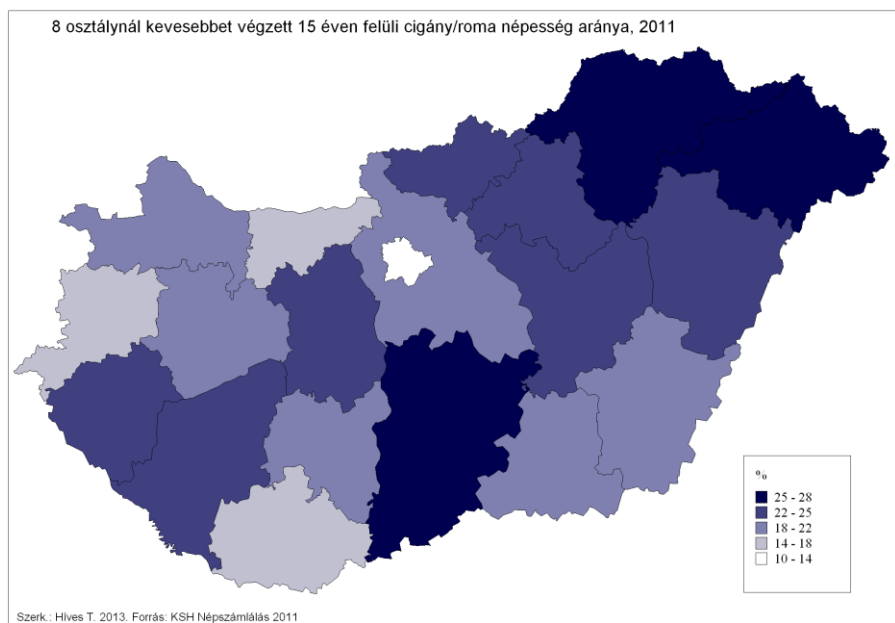 8 osztálynál kevesebbet végzett 15 éven felüli cigány/roma népesség aránya, 2011
%
25 - 28
22 - 25
18 - 22
14 - 18
10 - 14
Szerk.: Híves T. 2013. Forrás: KSH Népszámlálás 2011